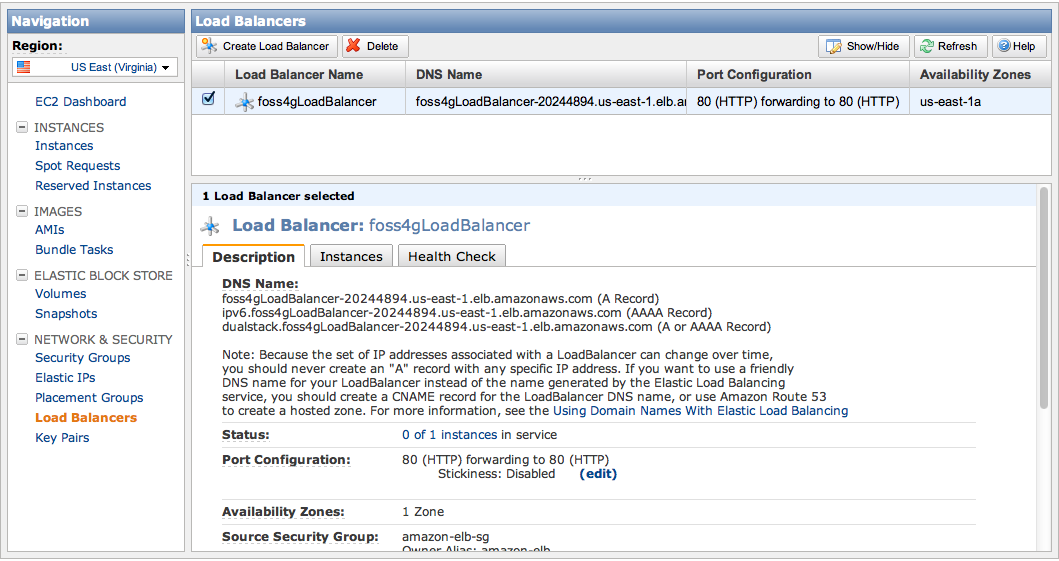 Navigation
Region:
US East (Virginia)
EC2 Dashboard
INSTANCES
Instances
Spot Requests
Reserved Instances
IMAGES
AMIs
Bundle Tasks
ELASTIC BLOCK STORE
Volumes
Snapshots
NETWORK & SECURITY
Security Groups
Elastic IPs
Placement Groups
Load Balancers
Key Pairs
Load Balancers
Create Load Balancer Delete Show/Hide Refresh Help
Load Balancer Name DNS Name Port Configuration Availability Zones
foss4gLoadBalancer foss4gLoadBalancer-20244894.us-east-1.elb.a 80 (HTTP) forwarding to 80 (HTTP) us-east-1a
1 Load Balancer selected
Load Balancer: foss4gLoadBalancer
Description Instances Health Check
DNS Name:
foss4gLoadBalancer-20244894.us-east-1.elb.amazonaws.com (A Record)
ipv6.foss4gLoadBalancer-20244894.us-east-1.elb.amazonaws.com (AAAA Record)
dualstack.foss4gLoadBalancer-20244894.us-east-1.elb.amazonaws.com (A or AAAA Record)
Note: Because the set of IP addresses associated with a LoadBalancer can change over time,
you should never create an "A" record with any specific IP address. If you want to use a friendly
DNS name for your LoadBalancer instead of the name generated by the Elastic Load Balancing
service, you should create a CNAME record for the LoadBalancer DNS name, or use Amazon Route 53
to create a hosted zone. For more information, see the Using Domain Names With Elastic Load Balancing
Status: 0 of 1 instances in service
Port Configuration: 80 (HTTP) forwarding to 80 (HTTP)
Stickiness: Disabled (edit)
Availability Zones: 1 Zone
Source Security Group: amazon-elb-sg
Owner Alias: amazon-elb